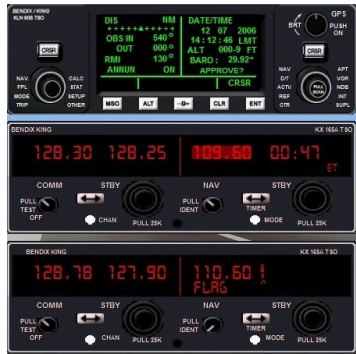 BENDIX / KING
KLN 90B TSO
CRSR
NAV CALC
FPL STAT
MODE SETUP
TRIP OTHER
DIS NM
OBS IN 540°
OUT 000°
RMI 130°
ANNUN ON
DATE/TIME
12 07 2006
14:12:46 LMT
ALT 000-9 FT
BARO: 29.92"
APPROVE?
CRSR
MSG ALT D CLR ENT
GPS
BRT PUSH ON
CRSR
NAV APT
D/T VOR
ACTV NDB
REF INT
CTR SUPL
PULL SCAN
BENDIX KING KX 165A TSO
128.30 128.25 109.60 00:47
ET
COMM STBY NAV STBY
PULL TEST OFF
CHAN
PULL 25K
PULL IDENT
TIMER
MODE
PULL 25K
BENDIX KING KX 165A TSO
128.78 127.90 110.60
FLAG
COMM STBY NAV STBY
PULL TEST OFF
CHAN
PULL 25K
PULL IDENT
TIMER
MODE
PULL 25K